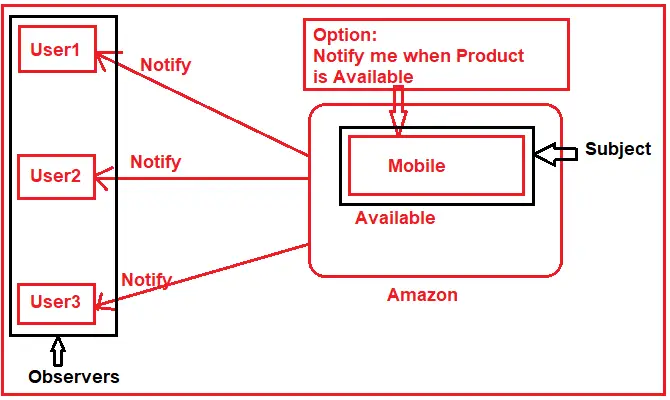 User1
Notify
Option:
Notify me when Product
is Available
Subject
Mobile
User2
Notify
Available
User3
Notify
Amazon
Observers